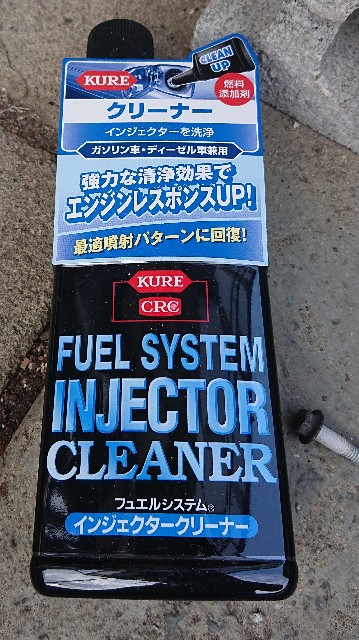 KURE
CLEAN UP
燃料
添加剤
クリーナー
インジェクターを洗浄
ガソリン車・ディーゼル車兼用
強力な清浄効果で
エンジンレスポンスUP!
最適噴射パターンに回復!
KURE
CRC
FUEL SYSTEM
INJECTOR
CLEANER
フュエルシステム®
インジェクタークリーナー